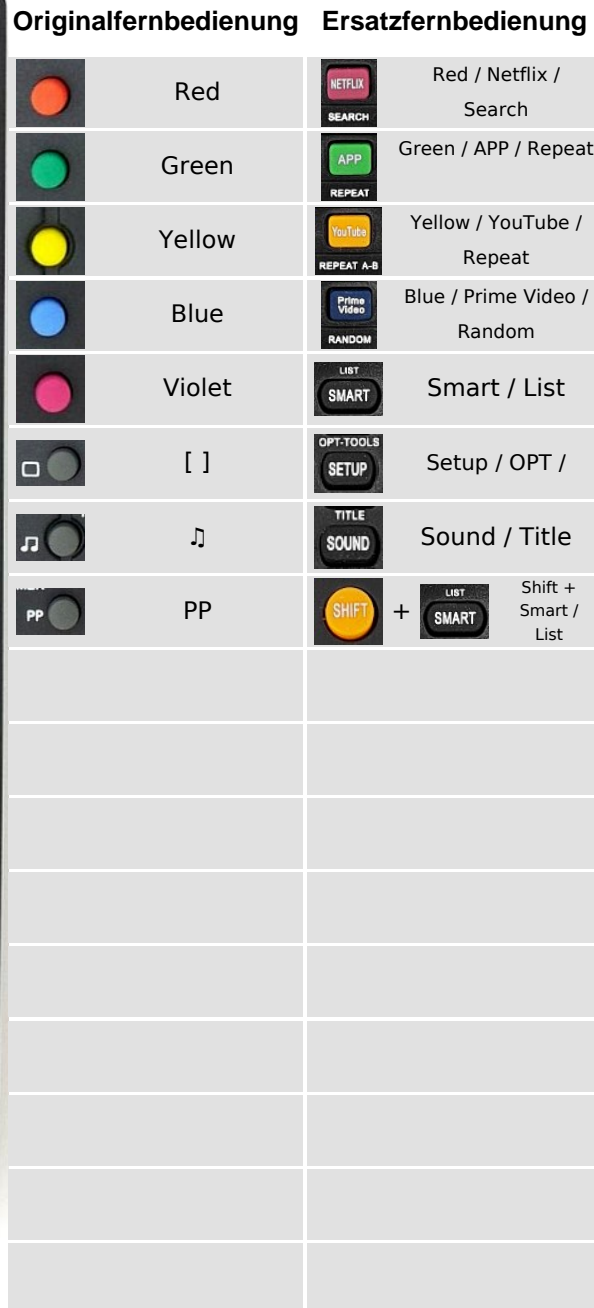 Originalfernbedienung Ersatzfernbedienung
Red NETFLIX SEARCH Red / Netflix / Search
Green APP REPEAT Green / APP / Repeat
Yellow YouTube REPEAT A-B Yellow / YouTube / Repeat
Blue Prime Video RANDOM Blue / Prime Video / Random
Violet LIST SMART Smart / List
[ ] OPT-TOOLS SETUP Setup / OPT /
♫ TITLE SOUND Sound / Title
PP PP SHIFT + LIST SMART Shift + Smart / List